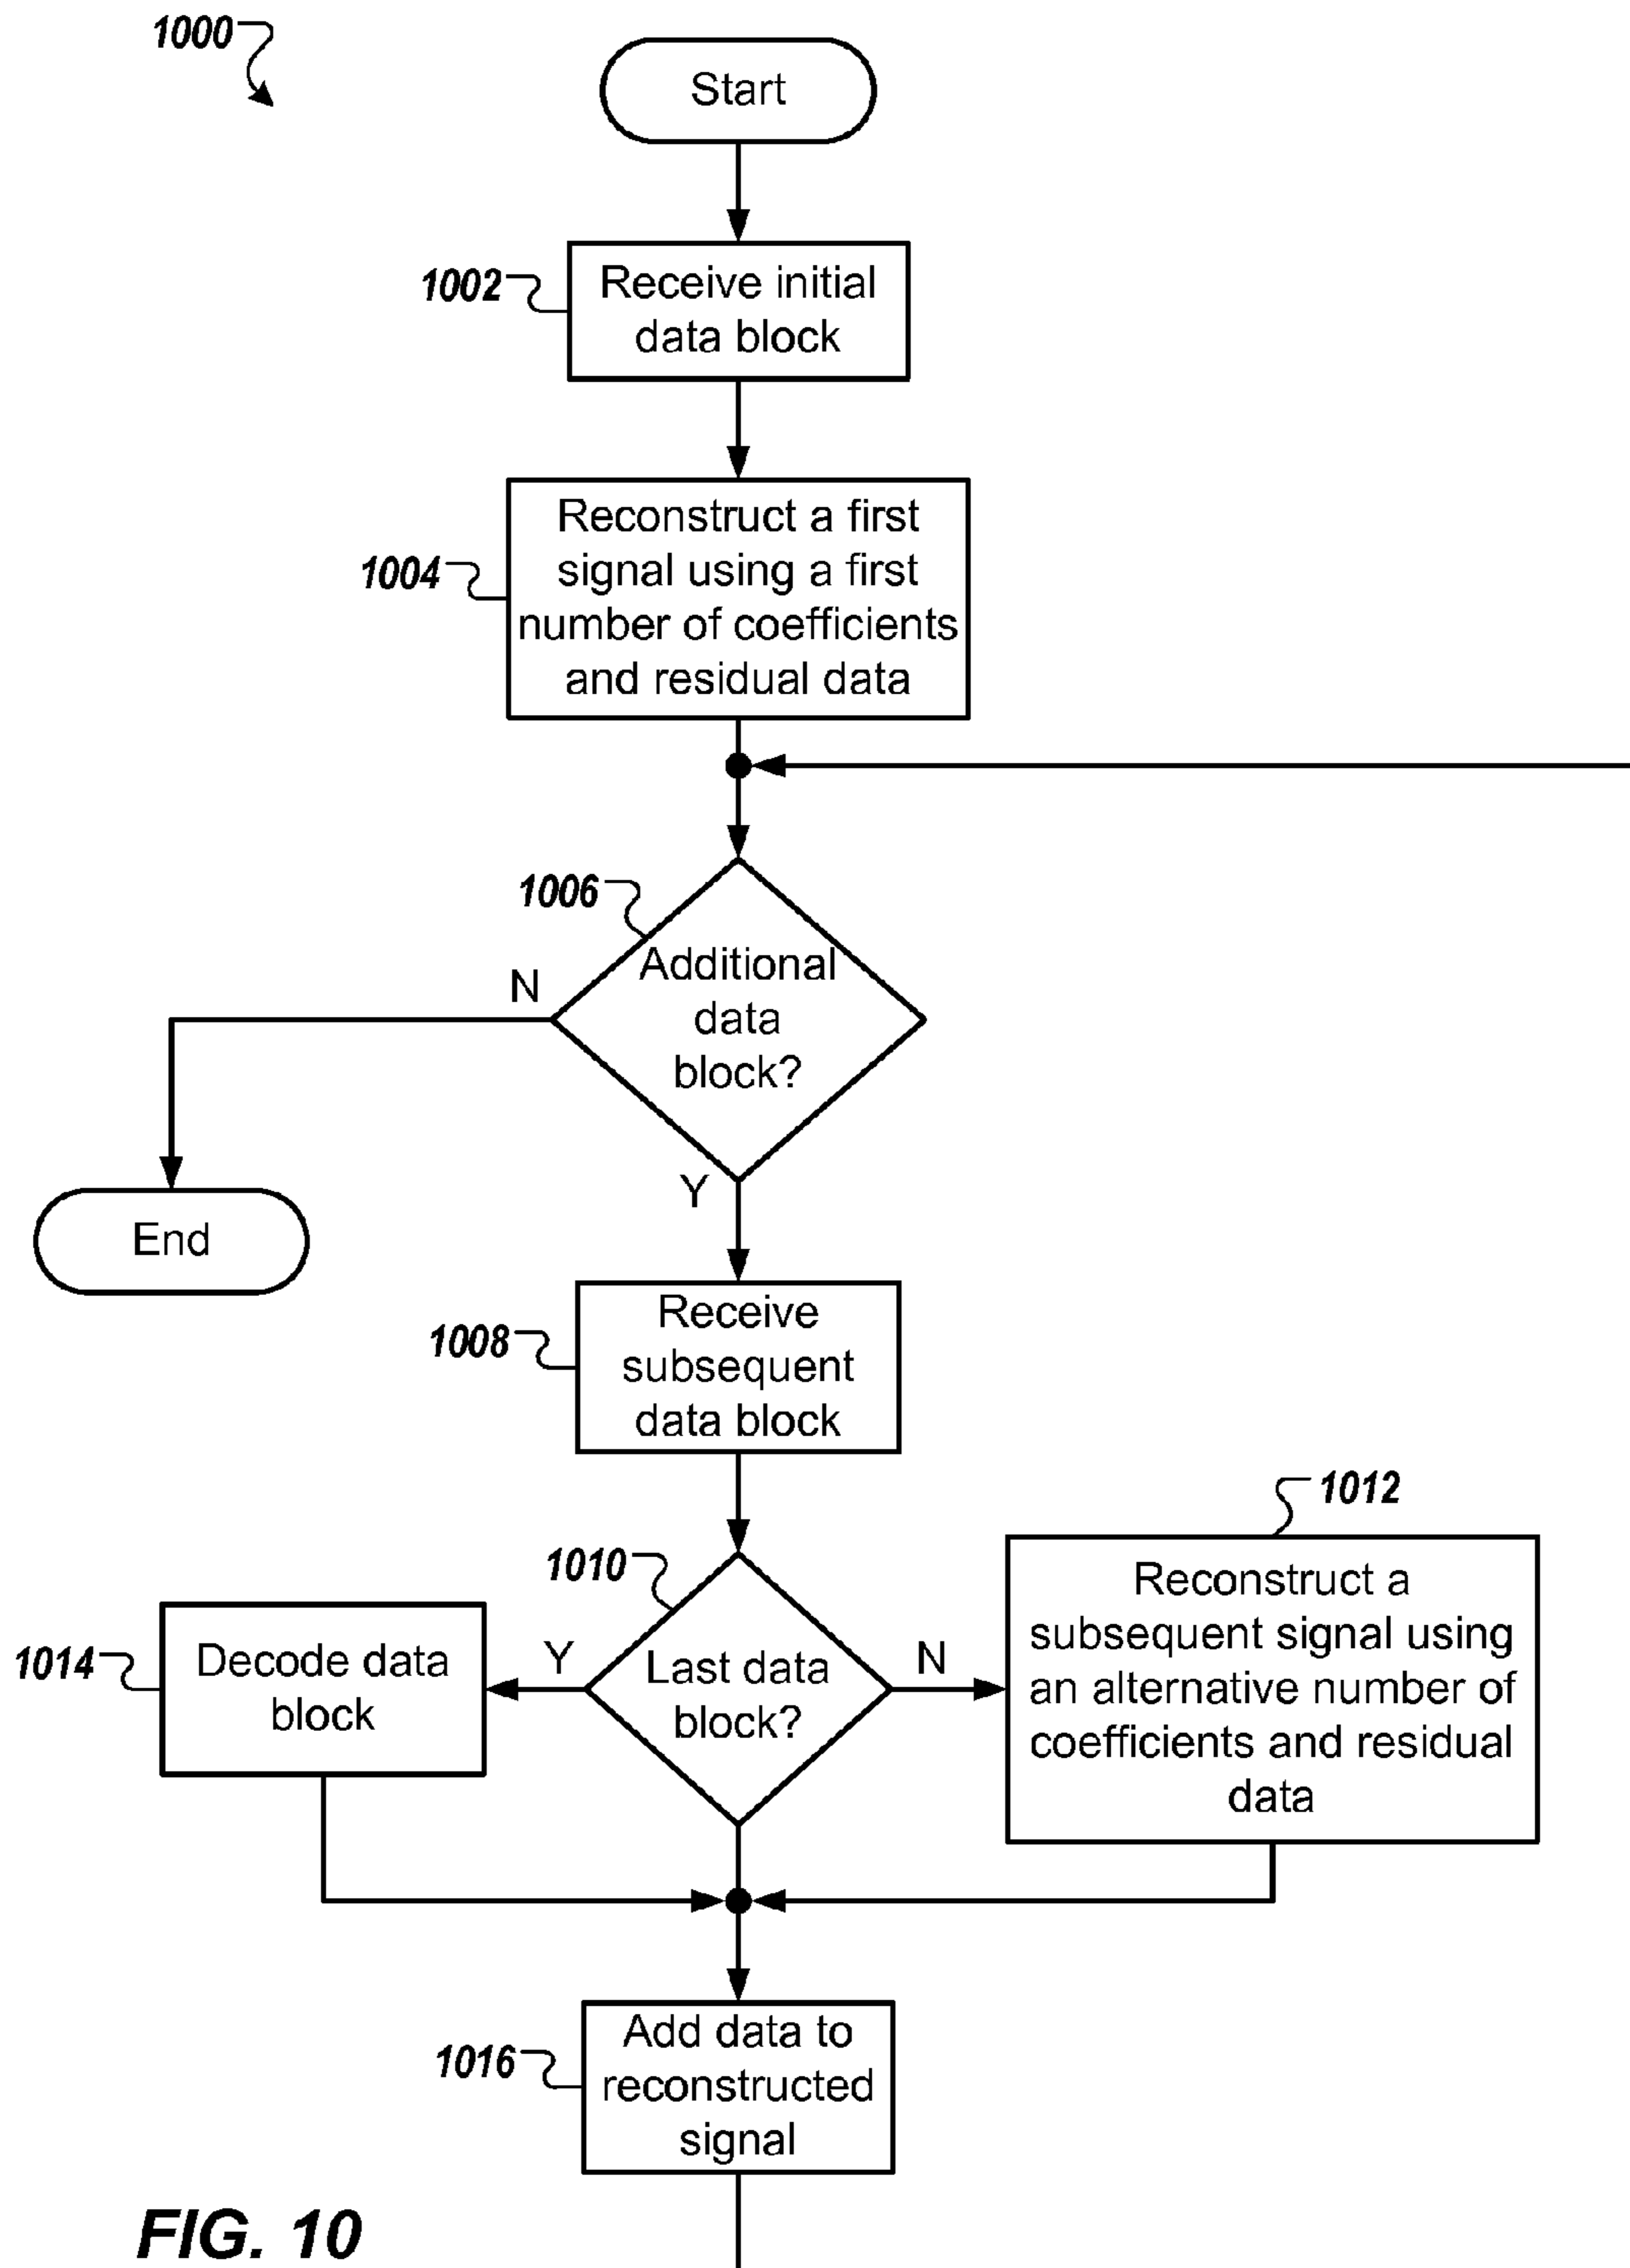 1000
Start
1002
Receive initial
data block
1004
Reconstruct a first
signal using a first
number of coefficients
and residual data
1006
Additional
data
block?
N
Y
End
1008
Receive
subsequent
data block
1010
Last data
block?
Y
N
1012
Reconstruct a
subsequent signal using
an alternative number of
coefficients and residual
data
1014
Decode data
block
1016
Add data to
reconstructed
signal
FIG. 10